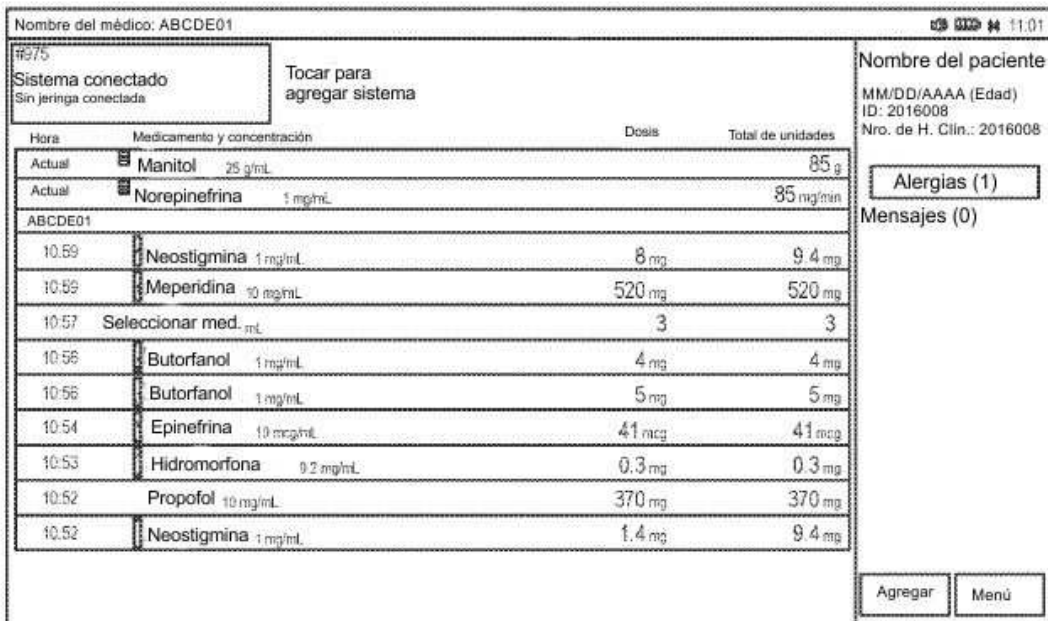 Nombre del médico: ABCDE01 11:01
#975
Sistema conectado
Sin jeringa conectada
Tocar para
agregar sistema
Hora Medicamento y concentración Dosis Total de unidades
Actual Manitol 25 g/mL 85 g
Actual Norepinefrina 1 mg/mL 85 mg/min
ABCDE01
10:59 Neostigmina 1 mg/mL 8 mg 9.4 mg
10:59 Meperidina 10 mg/mL 520 mg 520 mg
10:57 Seleccionar med. mL 3 3
10:56 Butorfanol 1 mg/mL 4 mg 4 mg
10:56 Butorfanol 1 mg/mL 5 mg 5 mg
10:54 Epinefrina 10 mcg/mL 41 mcg 41 mcg
10:53 Hidromorfona 0.2 mg/mL 0.3 mg 0.3 mg
10:52 Propofol 10 mg/mL 370 mg 370 mg
10:52 Neostigmina 1 mg/mL 1.4 mg 9.4 mg
Nombre del paciente
MM/DD/AAAA (Edad)
ID: 2016008
Nro. de H. Clín.: 2016008
Alergias (1)
Mensajes (0)
Agregar Menú